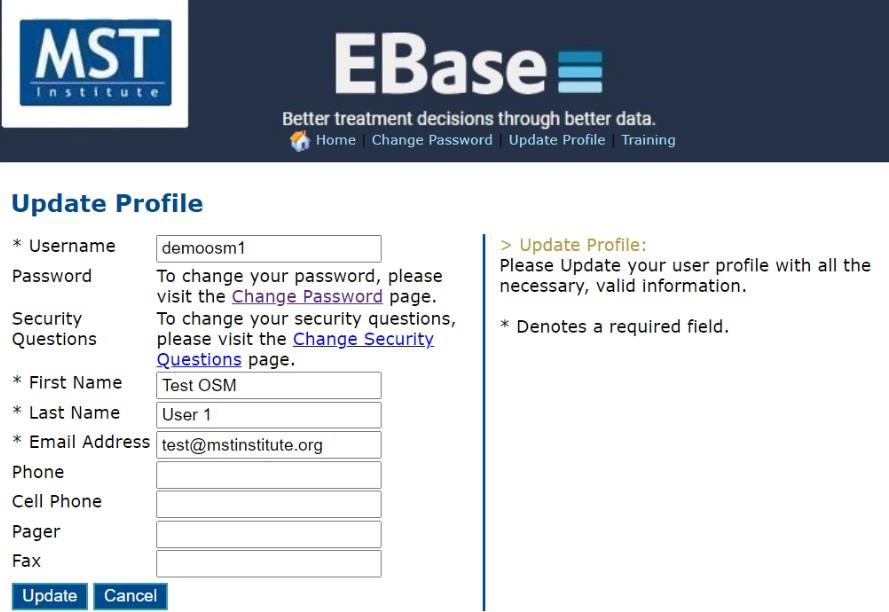 MST
Institute
EBase
Better treatment decisions through better data.
Home | Change Password | Update Profile | Training
Update Profile
* Username demoosm1
Password To change your password, please
visit the Change Password page.
Security To change your security questions,
Questions please visit the Change Security
Questions page.
* First Name Test OSM
* Last Name User 1
* Email Address test@mstinstitute.org
Phone
Cell Phone
Pager
Fax
Update Cancel
> Update Profile:
Please Update your user profile with all the
necessary, valid information.
* Denotes a required field.